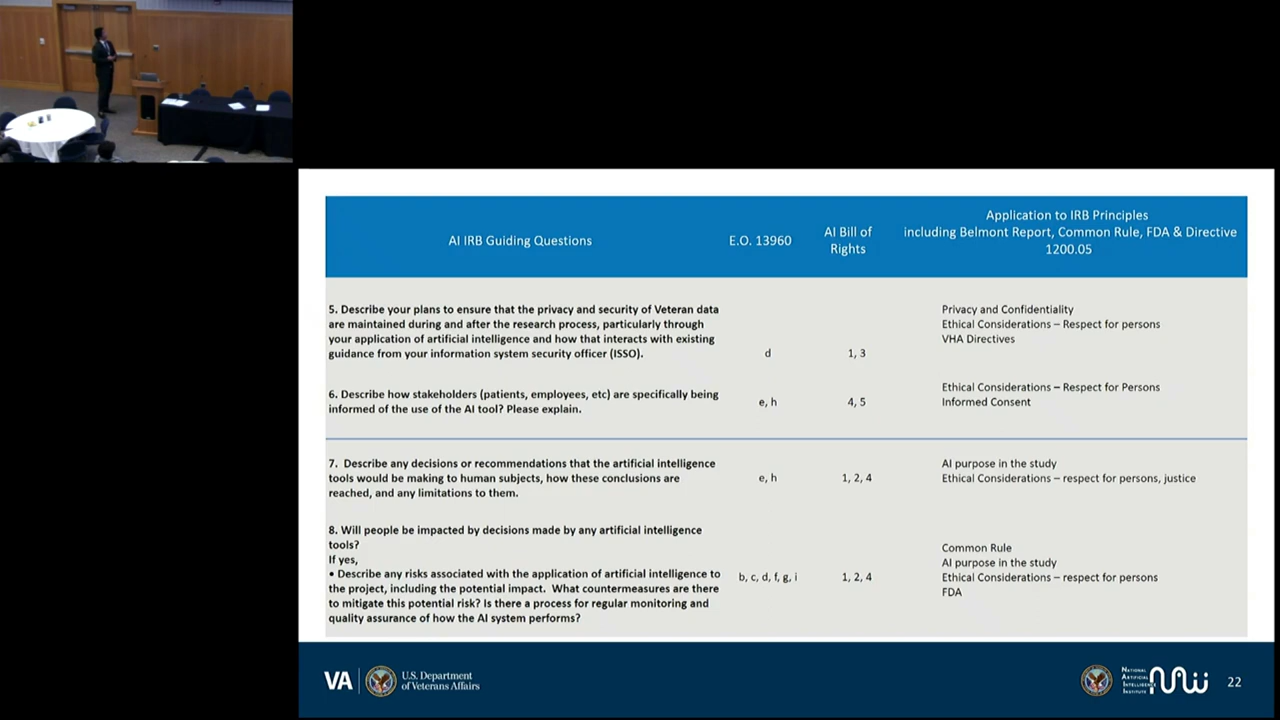 AI IRB Guiding Questions
E.O. 13960
AI Bill of
Rights
Application to IRB Principles
including Belmont Report, Common Rule, FDA & Directive
1200.05
5. Describe your plans to ensure that the privacy and security of Veteran data
are maintained during and after the research process, particularly through
your application of artificial intelligence and how that interacts with existing
guidance from your information system security officer (ISSO).
d
1, 3
Privacy and Confidentiality
Ethical Considerations – Respect for persons
VHA Directives
6. Describe how stakeholders (patients, employees, etc) are specifically being
informed of the use of the AI tool? Please explain.
e, h
4, 5
Ethical Considerations – Respect for Persons
Informed Consent
7. Describe any decisions or recommendations that the artificial intelligence
tools would be making to human subjects, how these conclusions are
reached, and any limitations to them.
e, h
1, 2, 4
AI purpose in the study
Ethical Considerations – respect for persons, justice
8. Will people be impacted by decisions made by any artificial intelligence
tools?
If yes,
• Describe any risks associated with the application of artificial intelligence to
the project, including the potential impact. What countermeasures are there
to mitigate this potential risk? Is there a process for regular monitoring and
quality assurance of how the AI system performs?
b, c, d, f, g, i
1, 2, 4
Common Rule
AI purpose in the study
Ethical Considerations – respect for persons
FDA
VA
U.S. Department
of Veterans Affairs
National
Artificial
Intelligence
Institute
22